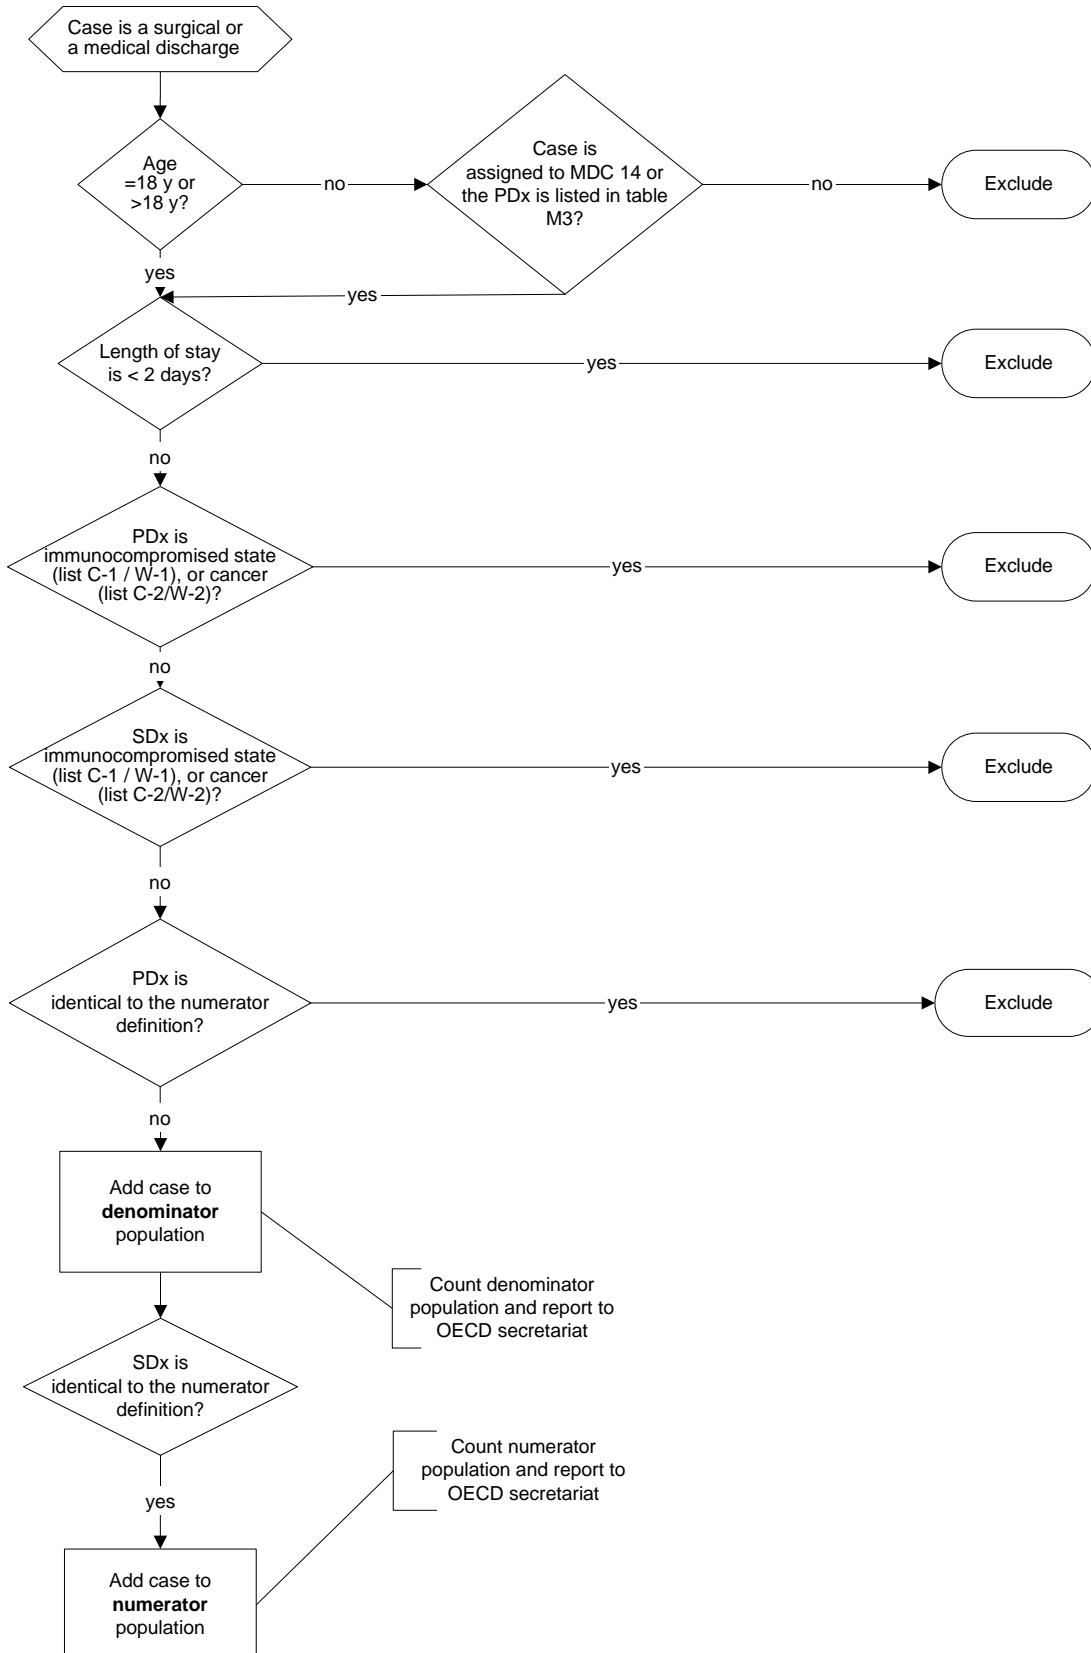 Case is a surgical or
a medical discharge
Age
=18 y or
>18 y?
no
Case is
assigned to MDC 14 or
the PDx is listed in table
M3?
no
Exclude
yes
yes
Length of stay
is < 2 days?
yes
Exclude
no
PDx is
immunocompromised state
(list C-1 / W-1), or cancer
(list C-2/W-2)?
yes
Exclude
no
SDx is
immunocompromised state
(list C-1 / W-1), or cancer
(list C-2/W-2)?
yes
Exclude
no
PDx is
identical to the numerator
definition?
yes
Exclude
no
Add case to
denominator
population
Count denominator
population and report to
OECD secretariat
SDx is
identical to the numerator
definition?
Count numerator
population and report to
OECD secretariat
yes
Add case to
numerator
population